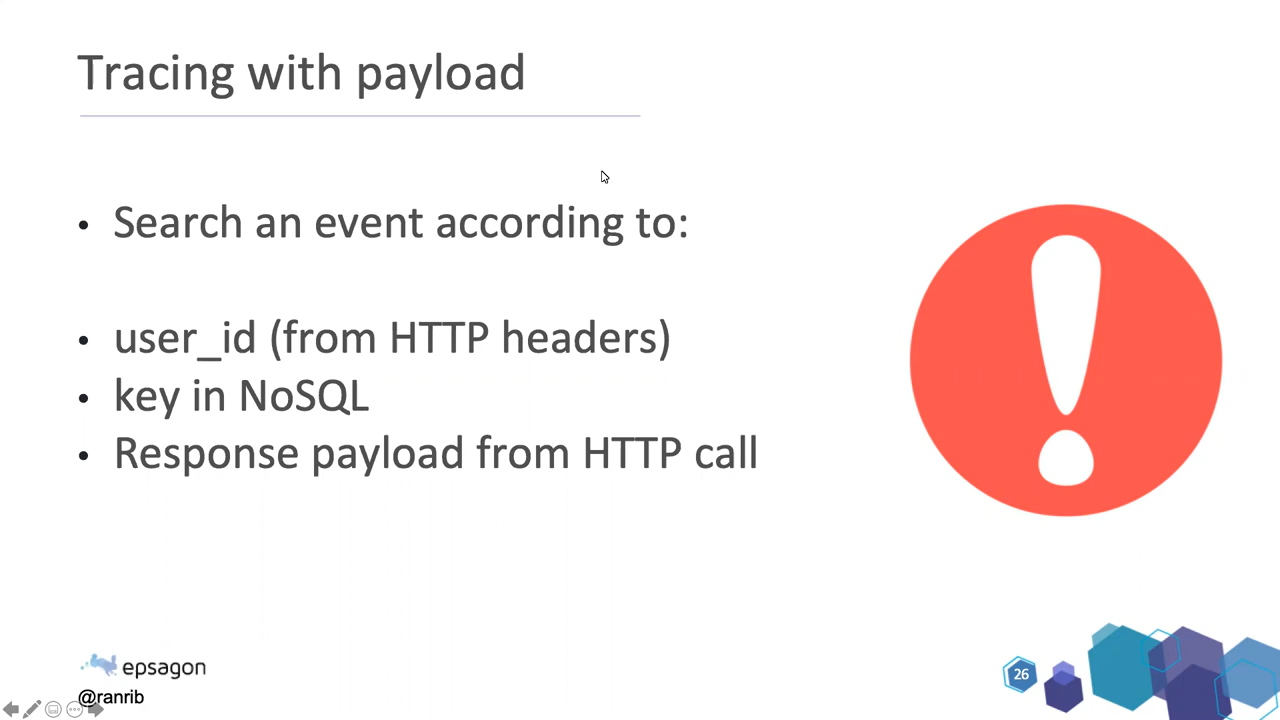 Tracing with payload
• Search an event according to:
• user_id (from HTTP headers)
• key in NoSQL
• Response payload from HTTP call
epsagon
@ranrib
26